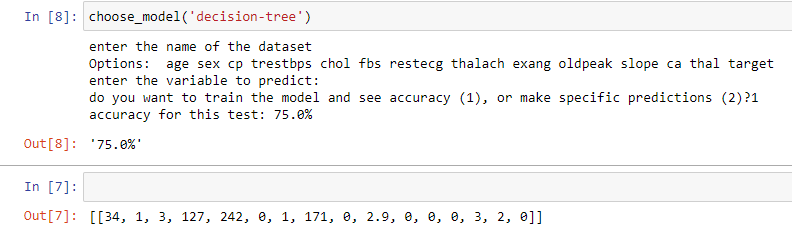 In [8]: choose_model('decision-tree')
enter the name of the dataset
Options:  age sex cp trestbps chol fbs restecg thalach exang oldpeak slope ca thal target
enter the variable to predict:
do you want to train the model and see accuracy (1), or make specific predictions (2)?1
accuracy for this test: 75.0%
Out[8]: '75.0%'
In [7]:
Out[7]: [[34, 1, 3, 127, 242, 0, 1, 171, 0, 2.9, 0, 0, 0, 3, 2, 0]]